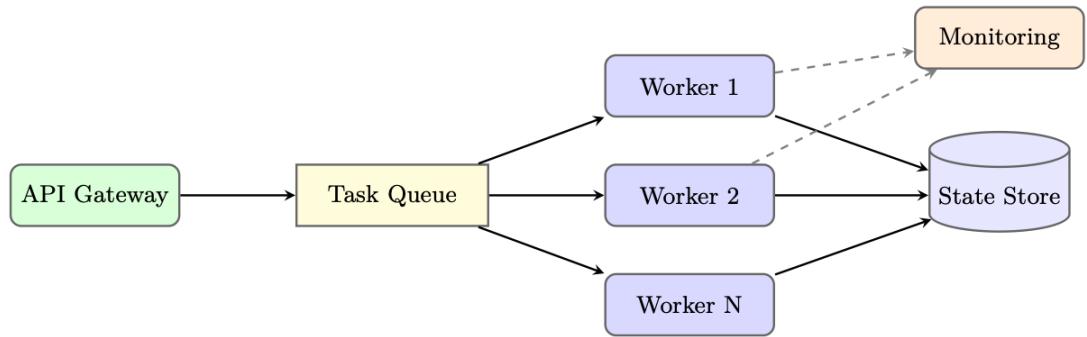 Monitoring
Worker 1
API Gateway
Task Queue
Worker 2
State Store
Worker N